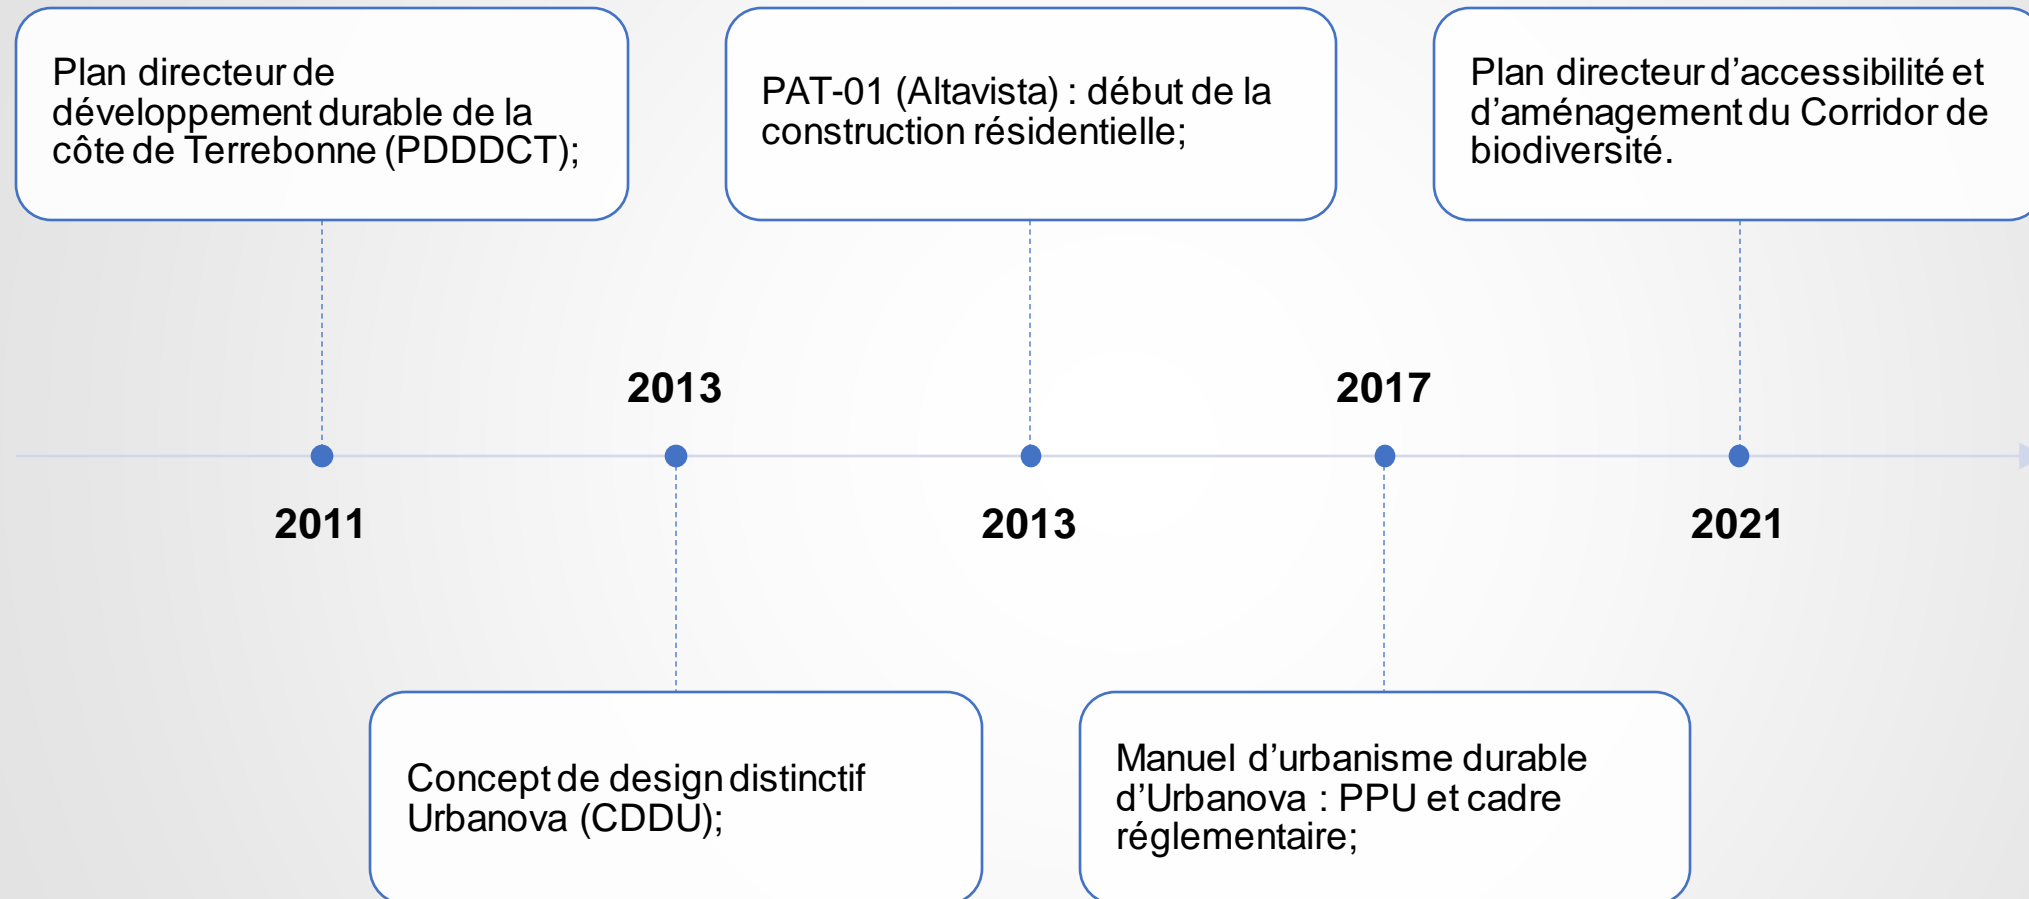 Plan directeur de
développement durable de la
côte de Terrebonne (PDDDCT);
2011
2013
Concept de design distinctif
Urbanova (CDDU);
PAT-01 (Altavista) : début de la
construction résidentielle;
2013
2017
Manuel d’urbanisme durable
d’Urbanova : PPU et cadre
réglementaire;
Plan directeur d’accessibilité et
d’aménagement du Corridor de
biodiversité.
2021